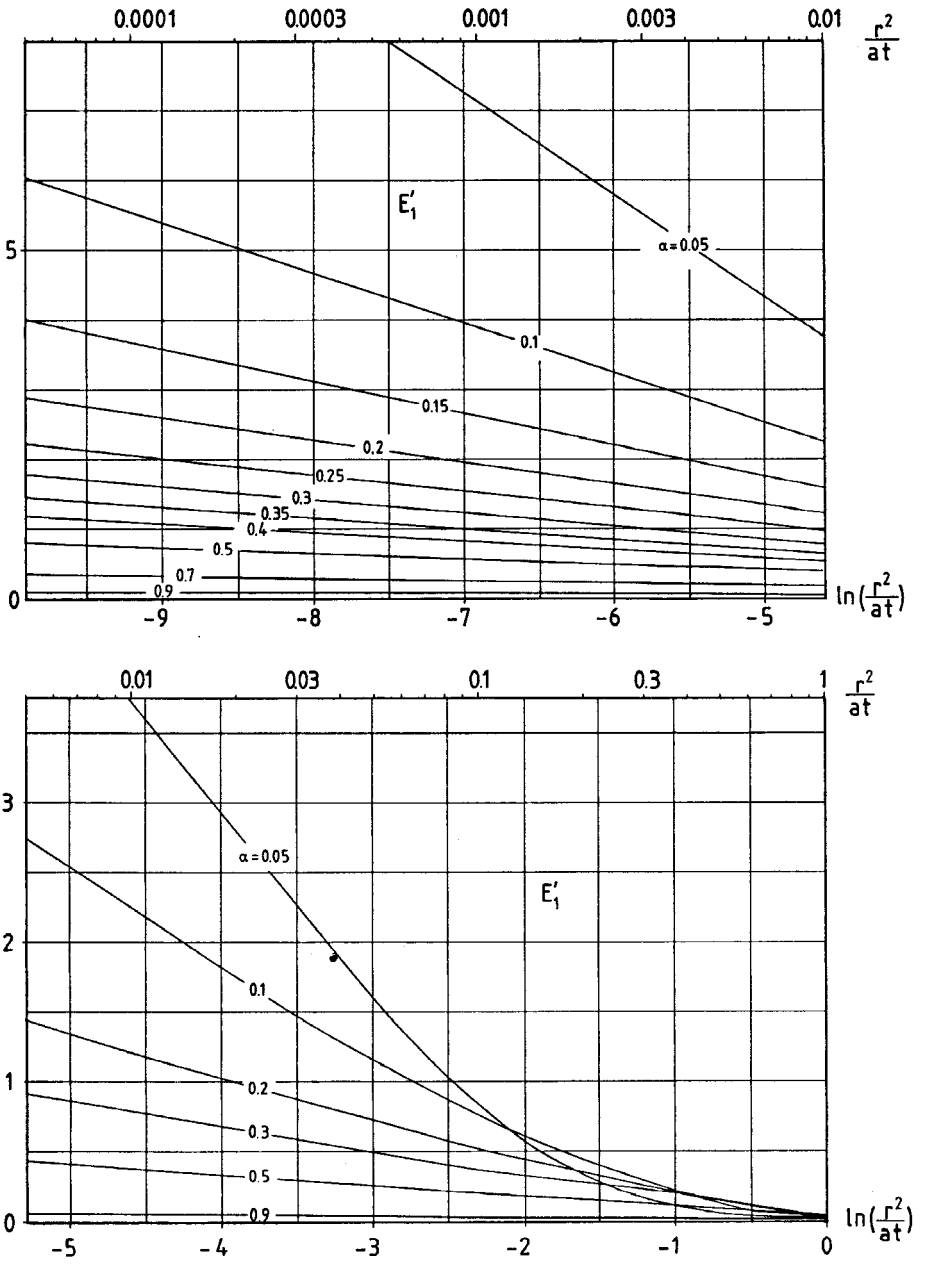 0.0001 0.0003 0.001 0.003 0.01 r²/at
E₁′
5
α=0.05
0.1
0.15
0.2
0.25
0.3
0.35
0.4
0.5
0.7
0.9
0
-9 -8 -7 -6 -5 ln(r²/at)
0.01 0.03 0.1 0.3 1 r²/at
3
α=0.05
E₁′
2
0.1
1
0.2
0.3
0.5
0.9
0
-5 -4 -3 -2 -1 0 ln(r²/at)